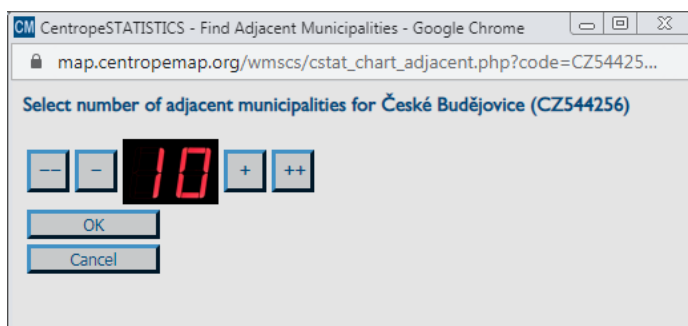 CM CentropeSTATISTICS - Find Adjacent Municipalities - Google Chrome
map.centropemap.org/wmscs/cstat_chart_adjacent.php?code=CZ54425...
Select number of adjacent municipalities for České Budějovice (CZ544256)
-- - 10 + ++
OK
Cancel